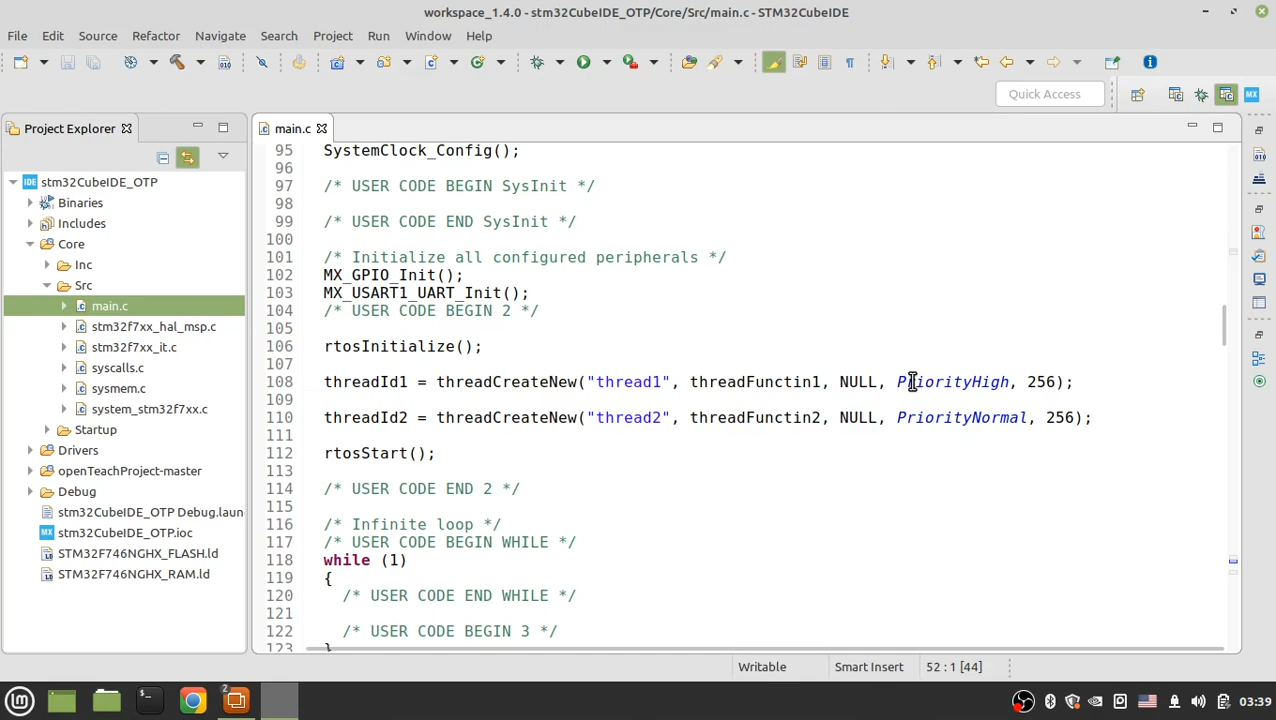 workspace_1.4.0 - stm32CubeIDE_OTP/Core/Src/main.c - STM32CubeIDE
File Edit Source Refactor Navigate Search Project Run Window Help
Quick Access
Project Explorer
main.c
stm32CubeIDE_OTP
Binaries
Includes
Core
Inc
Src
main.c
stm32f7xx_hal_msp.c
stm32f7xx_it.c
syscalls.c
sysmem.c
system_stm32f7xx.c
Startup
Drivers
openTeachProject-master
Debug
stm32CubeIDE_OTP Debug.laun
stm32CubeIDE_OTP.ioc
STM32F746NGHX_FLASH.ld
STM32F746NGHX_RAM.ld
95 SystemClock_Config();
96
97 /* USER CODE BEGIN SysInit */
98
99 /* USER CODE END SysInit */
100
101 /* Initialize all configured peripherals */
102 MX_GPIO_Init();
103 MX_USART1_UART_Init();
104 /* USER CODE BEGIN 2 */
105
106 rtosInitialize();
107
108 threadId1 = threadCreateNew("thread1", threadFunctin1, NULL, PriorityHigh, 256);
109
110 threadId2 = threadCreateNew("thread2", threadFunctin2, NULL, PriorityNormal, 256);
111
112 rtosStart();
113
114 /* USER CODE END 2 */
115
116 /* Infinite loop */
117 /* USER CODE BEGIN WHILE */
118 while (1)
119 {
120 /* USER CODE END WHILE */
121
122 /* USER CODE BEGIN 3 */
123 }
Writable Smart Insert 52 : 1 [44]
2 03:39